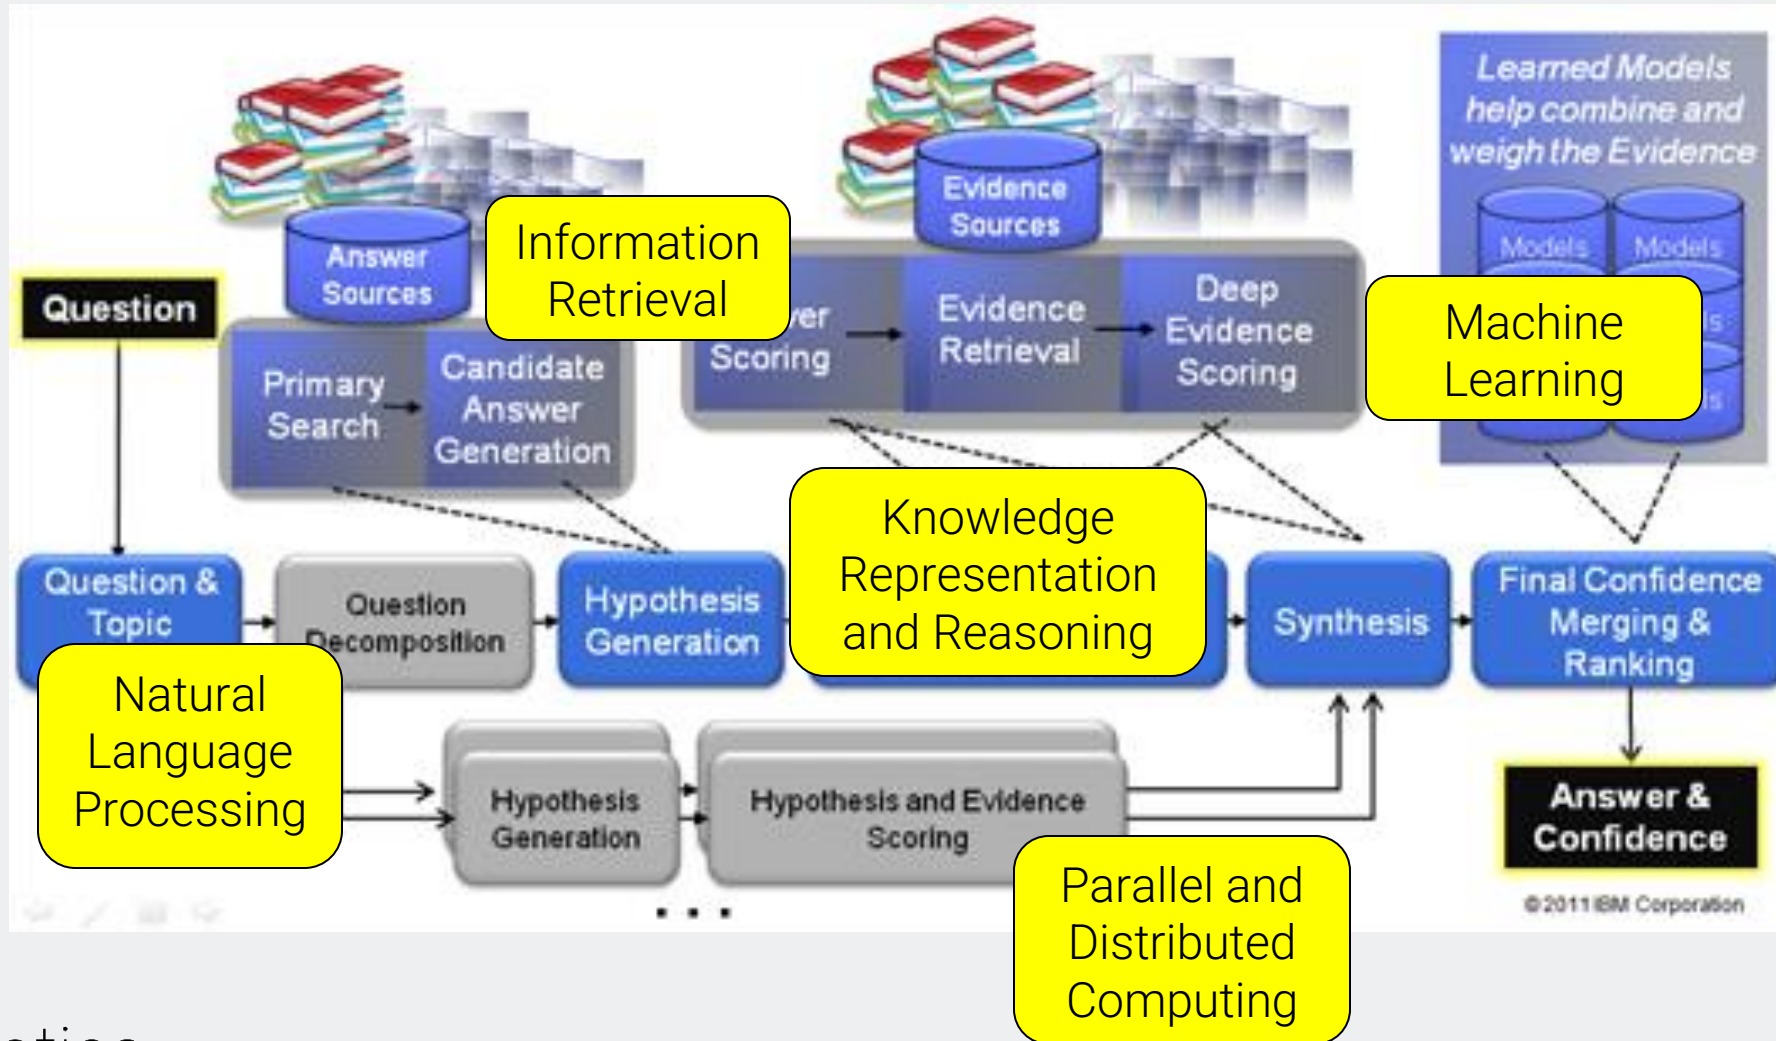 Learned Models
help combine and
weigh the Evidence
Evidence
Sources
Information
Retrieval
Answer
Sources
Models
Models
Question
Scoring
Evidence
Retrieval
Deep
Evidence
Scoring
Machine
Learning
Primary
Search
Candidate
Answer
Generation
Knowledge
Representation
and Reasoning
Question &
Topic
Question
Decomposition
Hypothesis
Generation
Synthesis
Final Confidence
Merging &
Ranking
Natural
Language
Processing
Hypothesis
Generation
Hypothesis and Evidence
Scoring
. . .
Answer &
Confidence
Parallel and
Distributed
Computing
© 2011 IBM Corporation